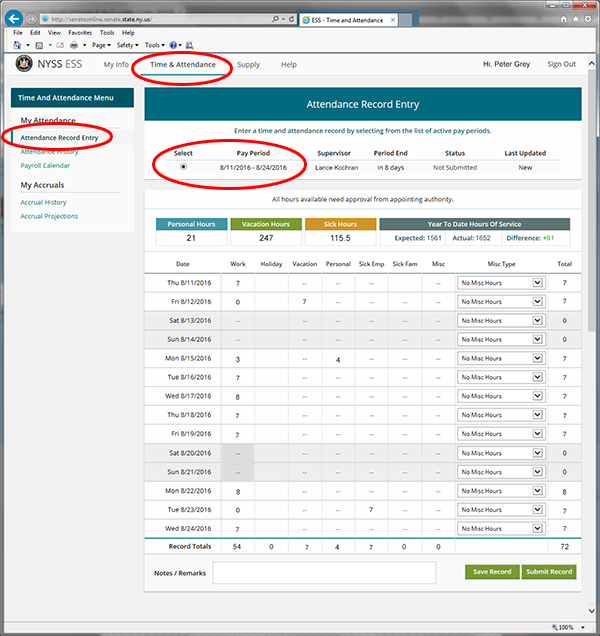 http://senateonline.senate.state.ny.us/
ESS - Time and Attendance
File Edit View Favorites Tools Help
Page Safety Tools
NYSS ESS My Info Time & Attendance Supply Help Hi, Peter Grey Sign Out
Time And Attendance Menu
My Attendance
Attendance Record Entry
Attendance History
Payroll Calendar
My Accruals
Accrual History
Accrual Projections
Attendance Record Entry
Enter a time and attendance record by selecting from the list of active pay periods.
Select Pay Period Supervisor Period End Status Last Updated
8/11/2016 - 8/24/2016 Larce Kochran in 8 days Not Submitted New
All hours available need approval from appointing authority.
Personal Hours Vacation Hours Sick Hours Year To Date Hours Of Service
21 247 115.5 Expected: 1561 Actual: 1652 Difference: +91
Date Work Holiday Vacation Personal Sick Emp Sick Fam Misc Misc Type Total
Thu 8/11/2016 7 -- -- -- -- -- No Misc Hours 7
Fri 8/12/2016 0 7 -- -- -- -- No Misc Hours 7
Sat 8/13/2016 -- -- -- -- -- -- No Misc Hours 0
Sun 8/14/2016 -- -- -- -- -- -- No Misc Hours 0
Mon 8/15/2016 3 -- 4 -- -- -- No Misc Hours 7
Tue 8/16/2016 7 -- -- -- -- -- No Misc Hours 7
Wed 8/17/2016 8 -- -- -- -- -- No Misc Hours 7
Thu 8/18/2016 7 -- -- -- -- -- No Misc Hours 7
Fri 8/19/2016 7 -- -- -- -- -- No Misc Hours 7
Sat 8/20/2016 -- -- -- -- -- -- No Misc Hours 0
Sun 8/21/2016 -- -- -- -- -- -- No Misc Hours 0
Mon 8/22/2016 8 -- -- -- -- -- No Misc Hours 8
Tue 8/23/2016 0 -- -- 7 -- -- No Misc Hours 7
Wed 8/24/2016 7 -- -- -- -- -- No Misc Hours 7
Record Totals 54 0 7 4 7 0 0 72
Notes / Remarks Save Record Submit Record
100%